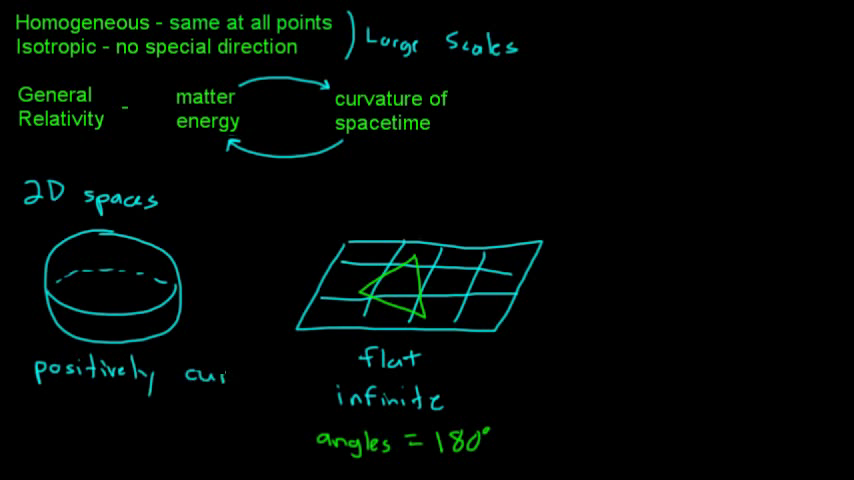 Homogeneous - same at all points
Isotropic - no special direction
Large Scales
General Relativity -
matter energy
curvature of spacetime
2D spaces
positively cur
flat
infinite
angles = 180°